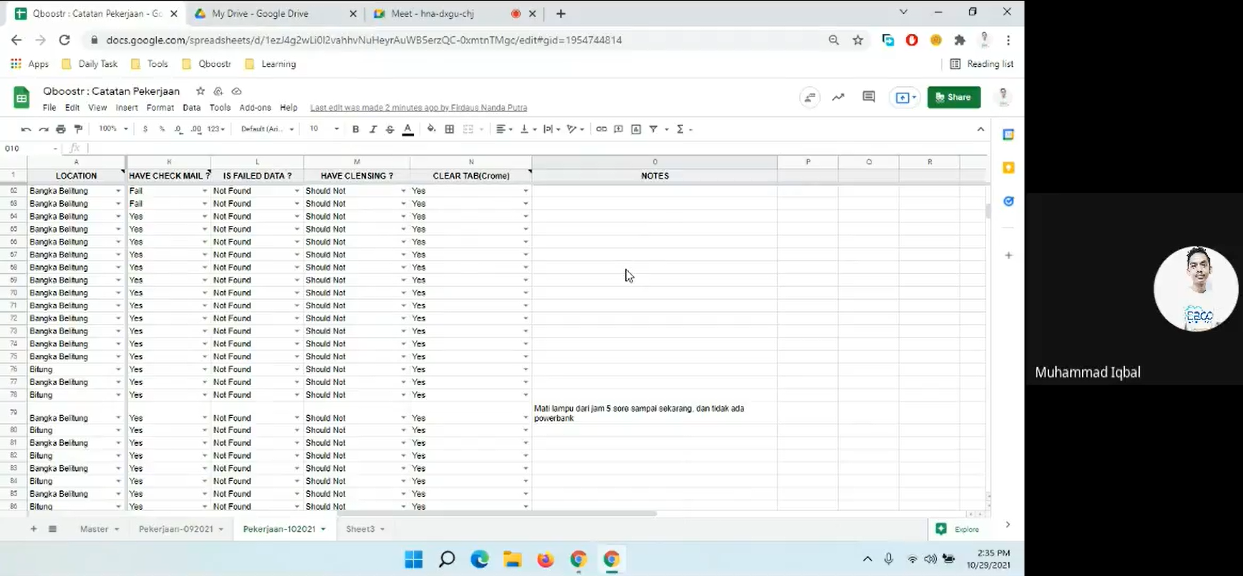 Qboostr : Catatan Pekerjaan - Go
My Drive - Google Drive
Meet - hna-dxgu-chj
docs.google.com/spreadsheets/d/1ezJ4g2wLi0I2vahhvNuHeyrAuWB5erzQC-0xmtnTMgc/edit#gid=1954744814
Apps Daily Task Tools Qboostr Learning Reading list
Qboostr : Catatan Pekerjaan
File Edit View Insert Format Data Tools Add-ons Help Last edit was made 2 minutes ago by Firdaus Nanda Putra
Share
100% $ % .0 .00 123 Default (Ari... 10 B I S A
O10 fx
A K L M N O P Q R
1 LOCATION HAVE CHECK MAIL ? IS FAILED DATA ? HAVE CLENSING ? CLEAR TAB(Crome) NOTES
62 Bangka Belitung Fail Not Found Should Not Yes
63 Bangka Belitung Fail Not Found Should Not Yes
64 Bangka Belitung Yes Not Found Should Not Yes
65 Bangka Belitung Yes Not Found Should Not Yes
66 Bangka Belitung Yes Not Found Should Not Yes
67 Bangka Belitung Yes Not Found Should Not Yes
68 Bangka Belitung Yes Not Found Should Not Yes
69 Bangka Belitung Yes Not Found Should Not Yes
70 Bangka Belitung Yes Not Found Should Not Yes
71 Bangka Belitung Yes Not Found Should Not Yes
72 Bangka Belitung Yes Not Found Should Not Yes
73 Bangka Belitung Yes Not Found Should Not Yes
74 Bangka Belitung Yes Not Found Should Not Yes
75 Bangka Belitung Yes Not Found Should Not Yes
76 Bitung Yes Not Found Should Not Yes
77 Bangka Belitung Yes Not Found Should Not Yes
78 Bitung Yes Not Found Should Not Yes
Mati lampu dari jam 5 sore sampai sekarang, dan tidak ada
powerbank
79 Bangka Belitung Yes Not Found Should Not Yes
80 Bitung Yes Not Found Should Not Yes
81 Bangka Belitung Yes Not Found Should Not Yes
82 Bitung Yes Not Found Should Not Yes
83 Bangka Belitung Yes Not Found Should Not Yes
84 Bitung Yes Not Found Should Not Yes
85 Bangka Belitung Yes Not Found Should Not Yes
86 Bitung Yes Not Found Should Not Yes
Master Pekerjaan-092021 Pekerjaan-102021 Sheet3 Explore
2:35 PM
10/29/2021
Muhammad Iqbal